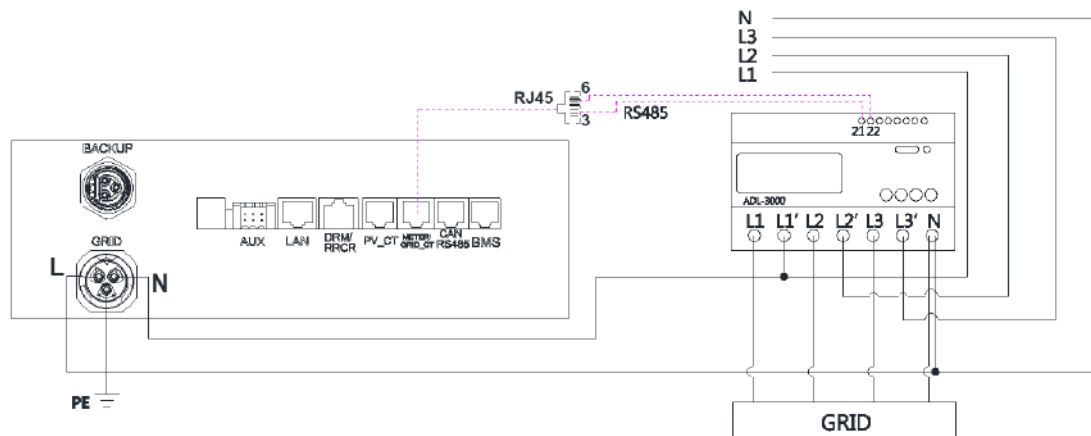 N
L3
L2
L1
RJ45
6
3
RS485
21 22
ADL-3000
L1 L1' L2 L2' L3 L3' N
BACKUP
AUX
LAN
DRM/
RRCR
PV_CT
METER/
GRID_CT
CAN
RS485
BMS
GRID
L
N
PE
GRID